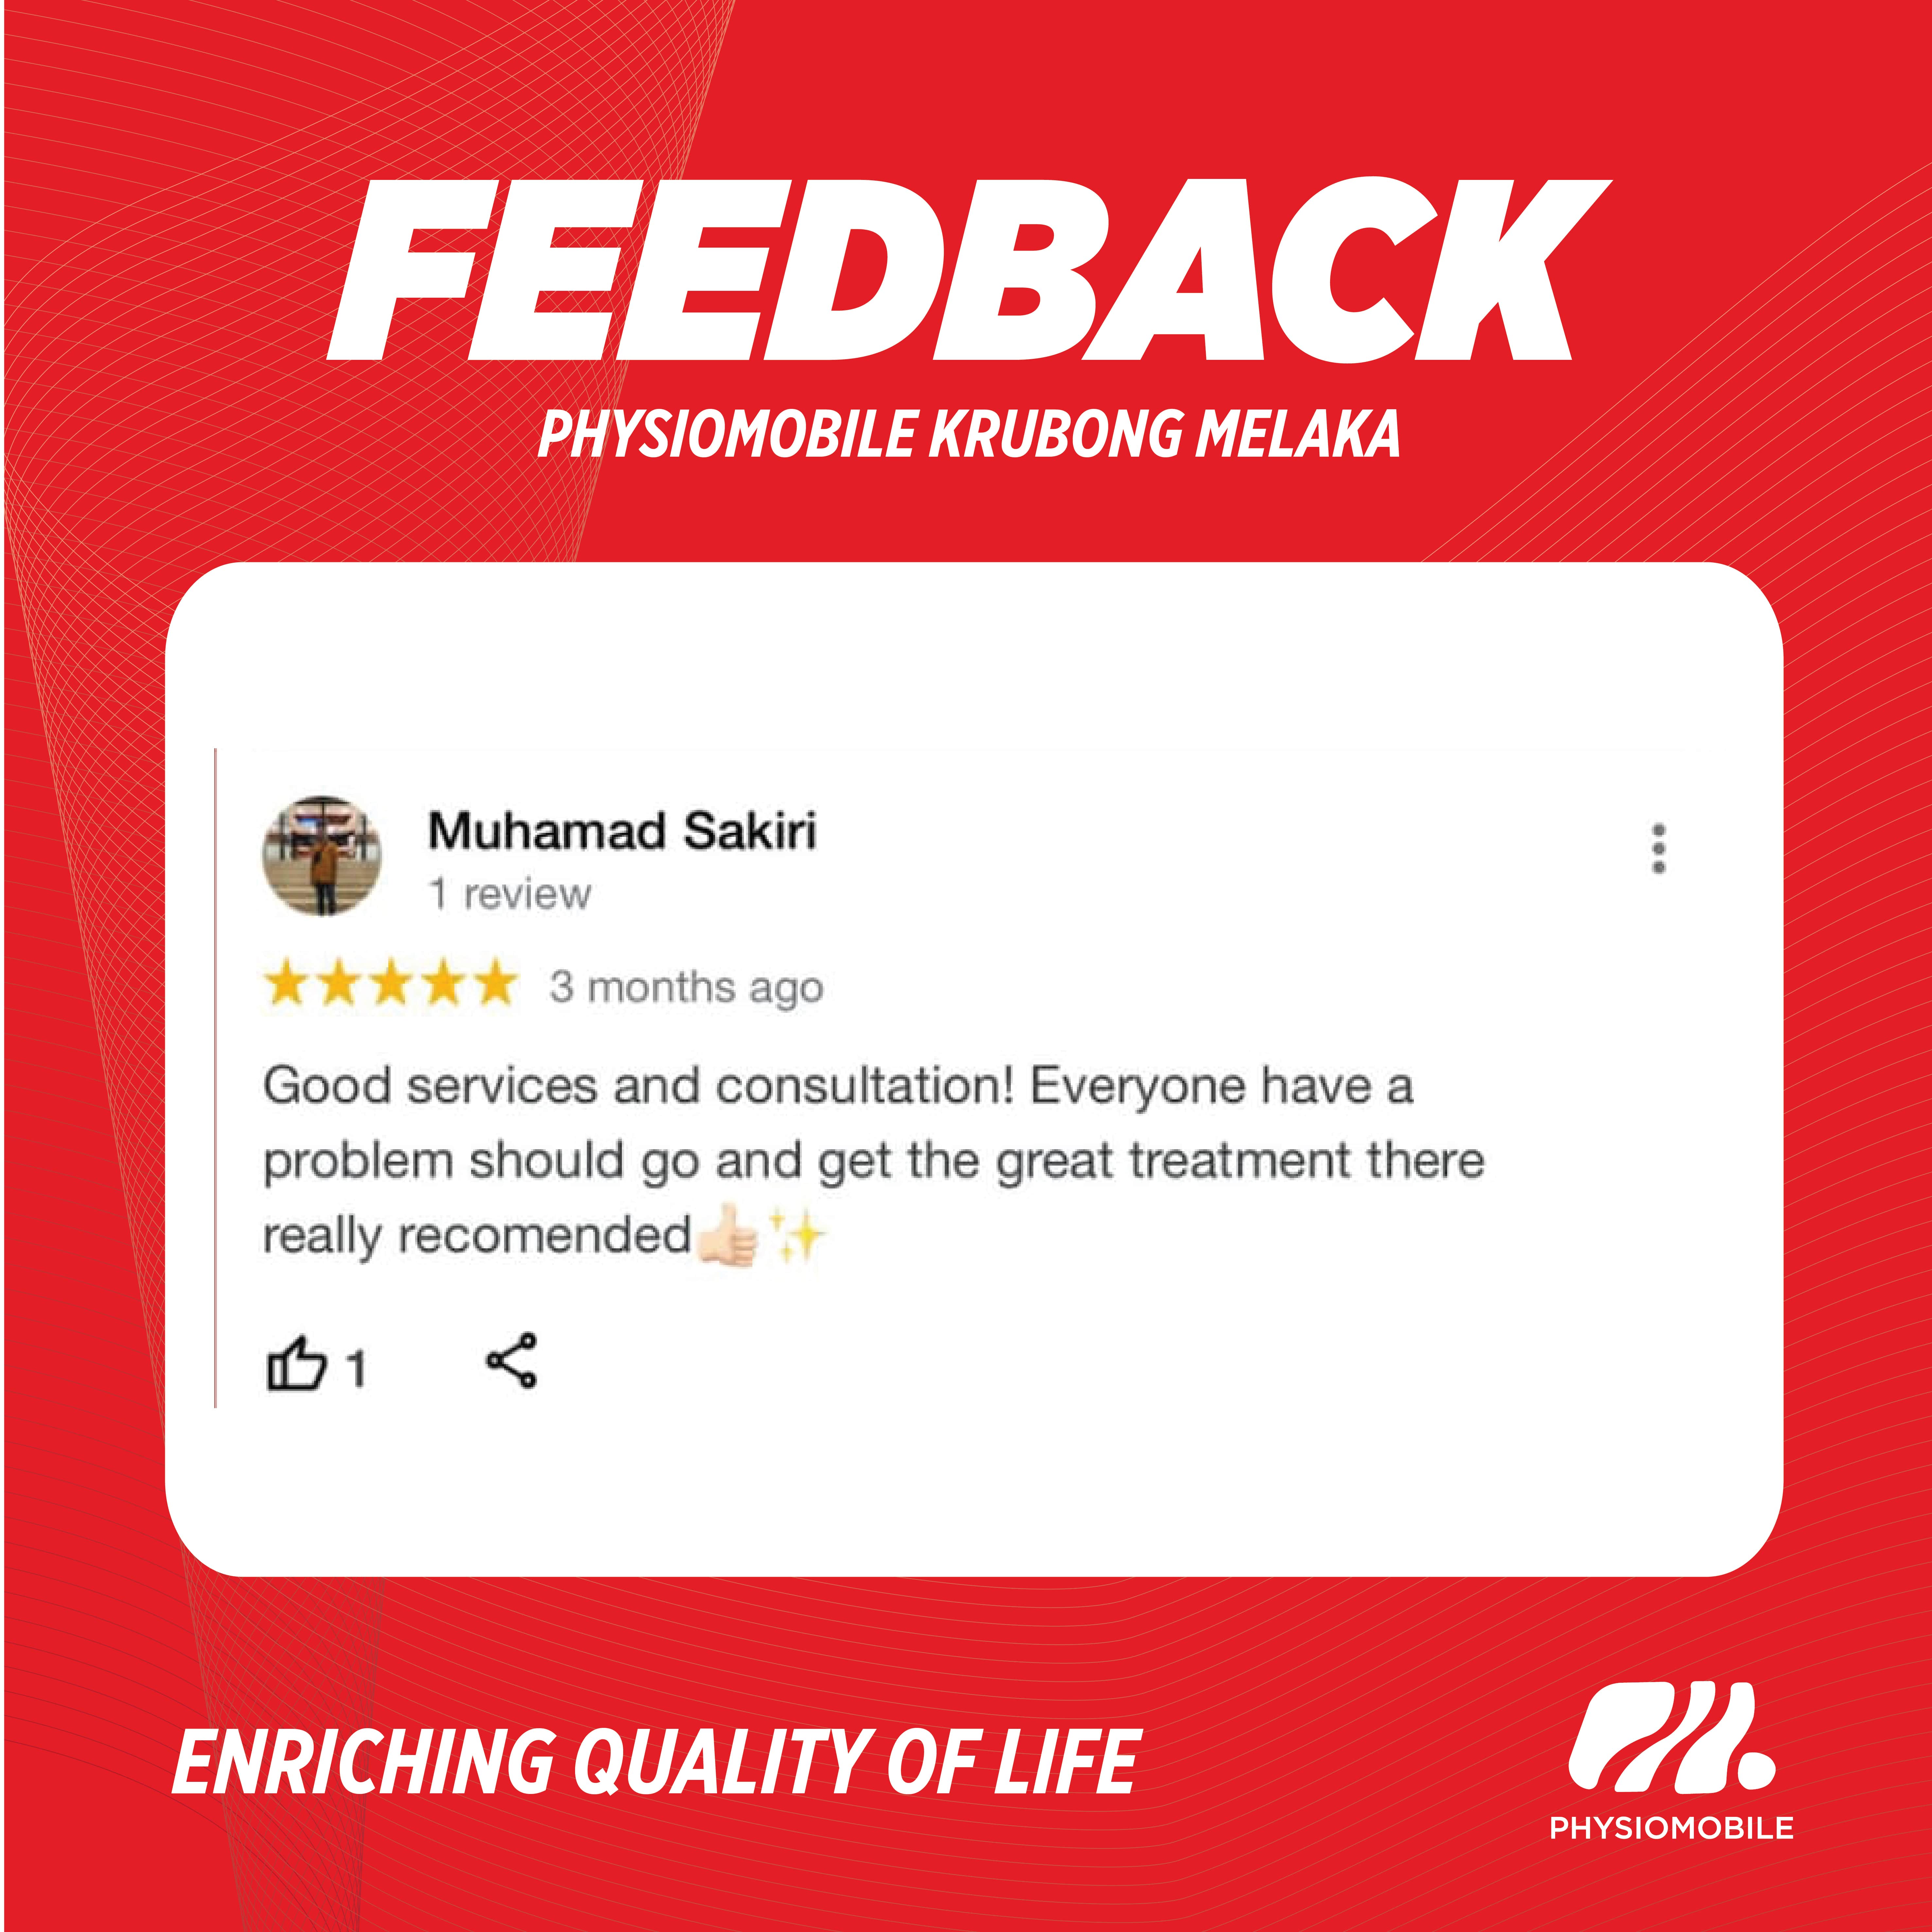 FEEDBACK
PHYSIOMOBILE KRUBONG MELAKA
Muhamad Sakiri
1 review
3 months ago
Good services and consultation! Everyone have a
problem should go and get the great treatment there
really recomended👍🏻✨
1
ENRICHING QUALITY OF LIFE
PHYSIOMOBILE